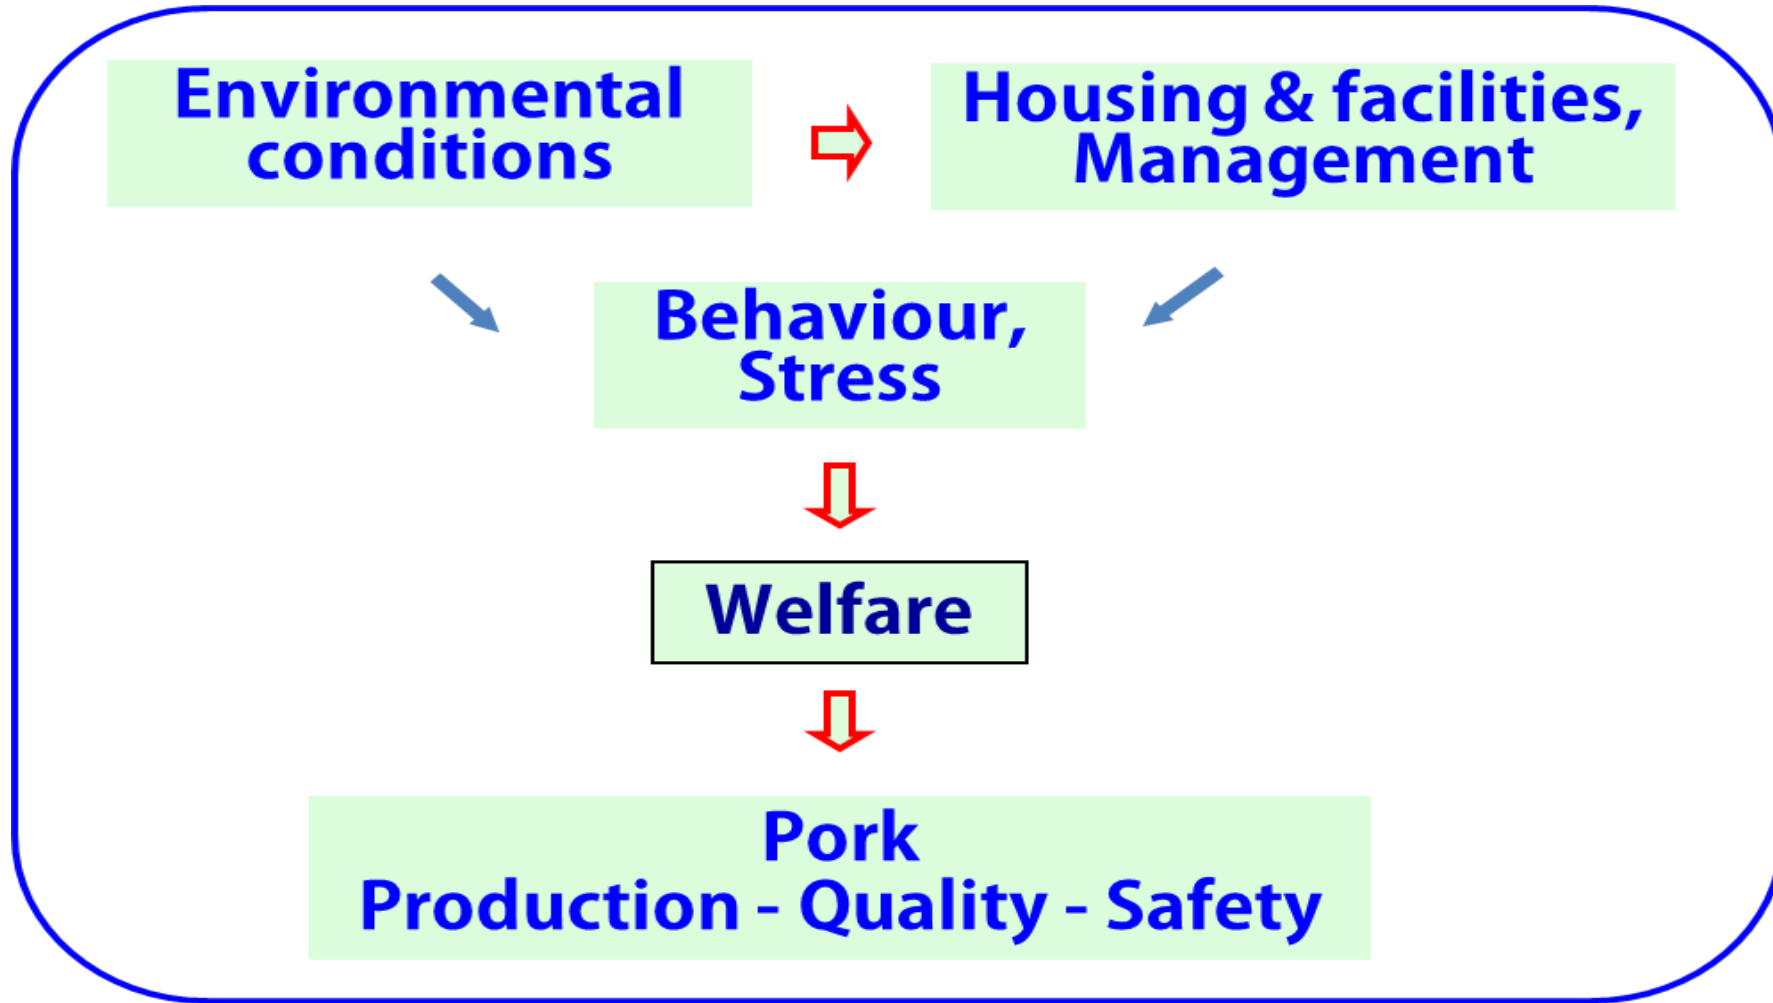 Environmental
conditions
Housing & facilities,
Management
Behaviour,
Stress
Welfare
Pork
Production - Quality - Safety